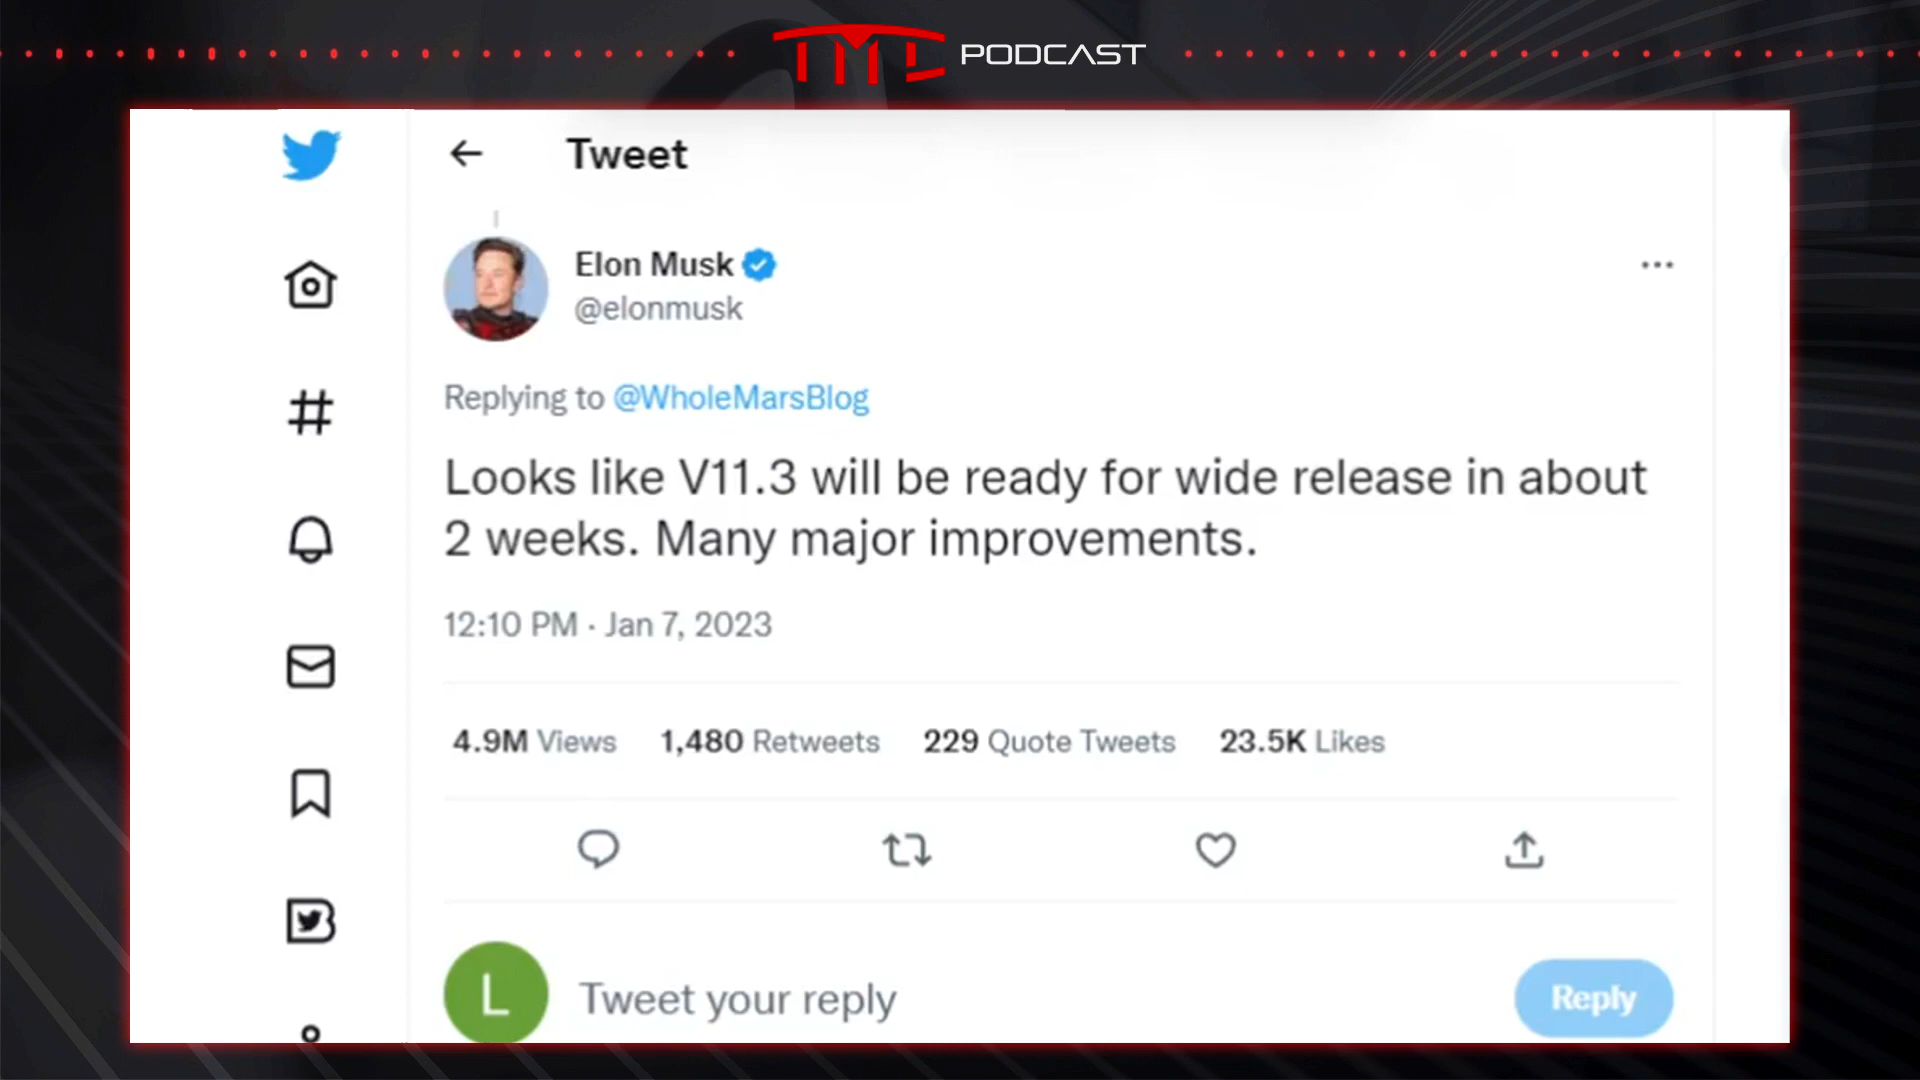 TML PODCAST
Tweet
Elon Musk
@elonmusk
Replying to @WholeMarsBlog
Looks like V11.3 will be ready for wide release in about
2 weeks. Many major improvements.
12:10 PM · Jan 7, 2023
4.9M Views 1,480 Retweets 229 Quote Tweets 23.5K Likes
L
Tweet your reply
Reply